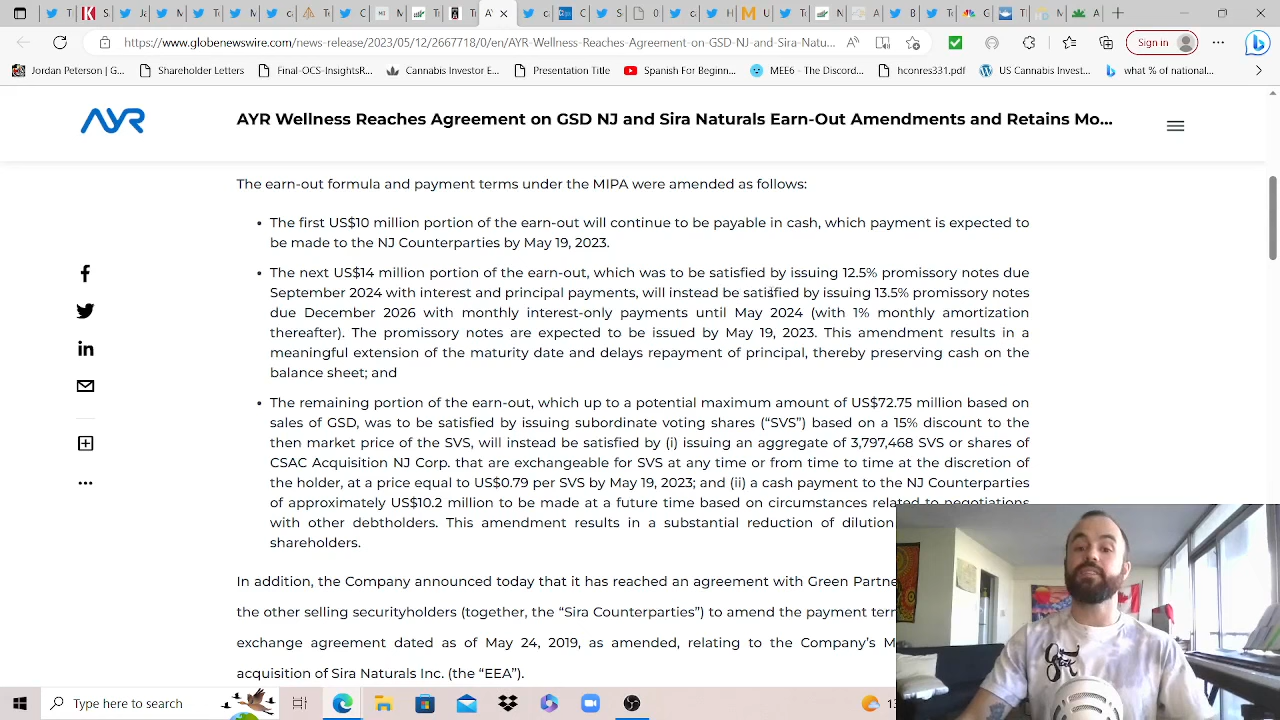 T
K S
T
J
M
T
C
T
C
M
T
T
A
C
C
S
0
C
H
U
T
T
A
B
T
C
T
N
A
https://www.globenewswire.com/news-release/2023/05/12/2667718/0/en/AYR-Wellness-Reaches-Agreement-on-GSD-NJ-and-Sira-Natu...
Sign in
Jordan Peterson | G...
Shareholder Letters
Final-OCS-Insights...
Cannabis Investor F...
Presentation Title
Spanish For Beginn...
MEE6 - The Discord...
hconres331.pdf
WHO | US Cannabis...
what % of national...
AYR
AYR Wellness Reaches Agreement on GSD NJ and Sira Naturals Earn-Out Amendments and Retains Mo...
The earn-out formula and payment terms under the MIPA were amended as follows:
• The first US$10 million portion of the earn-out will continue to be payable in cash, which payment is expected to
be made to the NJ Counterparties by May 19, 2023.
• The next US$14 million portion of the earn-out, which was to be satisfied by issuing 12.5% promissory notes due
September 2024 with interest and principal payments, will instead be satisfied by issuing 13.5% promissory notes
due December 2026 with monthly interest-only payments until May 2024 (with 1% monthly amortization
thereafter). The promissory notes are expected to be issued by May 19, 2023. This amendment results in a
meaningful extension of the maturity date and delays repayment of principal, thereby preserving cash on the
balance sheet; and
• The remaining portion of the earn-out, which up to a potential maximum amount of US$72.75 million based on
sales of GSD, was to be satisfied by issuing subordinate voting shares (“SVS”) based on a 15% discount to the
then market price of the SVS, will instead be satisfied by (i) issuing an aggregate of 3,797,468 SVS or shares of
CSAC Acquisition NJ Corp. that are exchangeable for SVS at any time or from time to time at the discretion of
the holder, at a price equal to US$0.79 per SVS by May 19, 2023; and (ii) a cash payment to the NJ Counterparties
of approximately US$10.2 million to be made at a future time based on circumstances related to negotiations
with other debtholders. This amendment results in a substantial reduction of dilution
shareholders.
In addition, the Company announced today that it has reached an agreement with Green Partne
the other selling securityholders (together, the “Sira Counterparties”) to amend the payment ter
exchange agreement dated as of May 24, 2019, as amended, relating to the Company’s M
acquisition of Sira Naturals Inc. (the “EEA”).
Type here to search